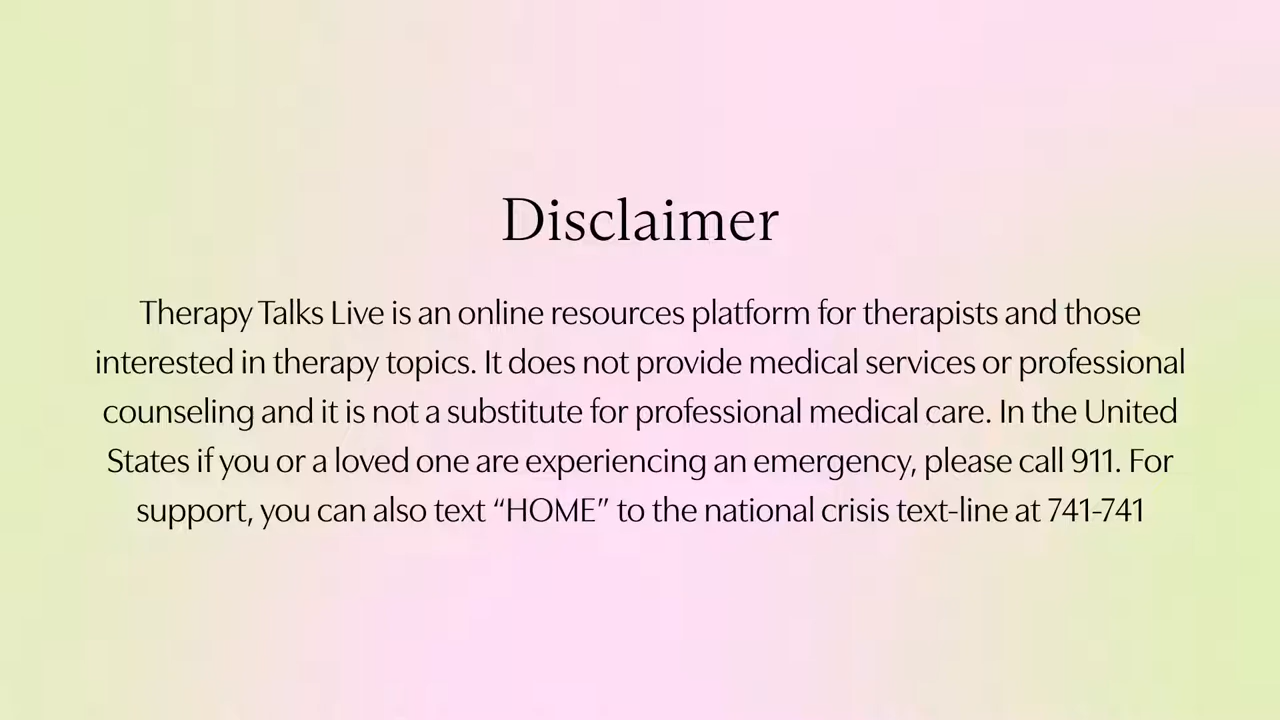 Disclaimer
Therapy Talks Live is an online resources platform for therapists and those
interested in therapy topics. It does not provide medical services or professional
counseling and it is not a substitute for professional medical care. In the United
States if you or a loved one are experiencing an emergency, please call 911. For
support, you can also text “HOME” to the national crisis text-line at 741-741